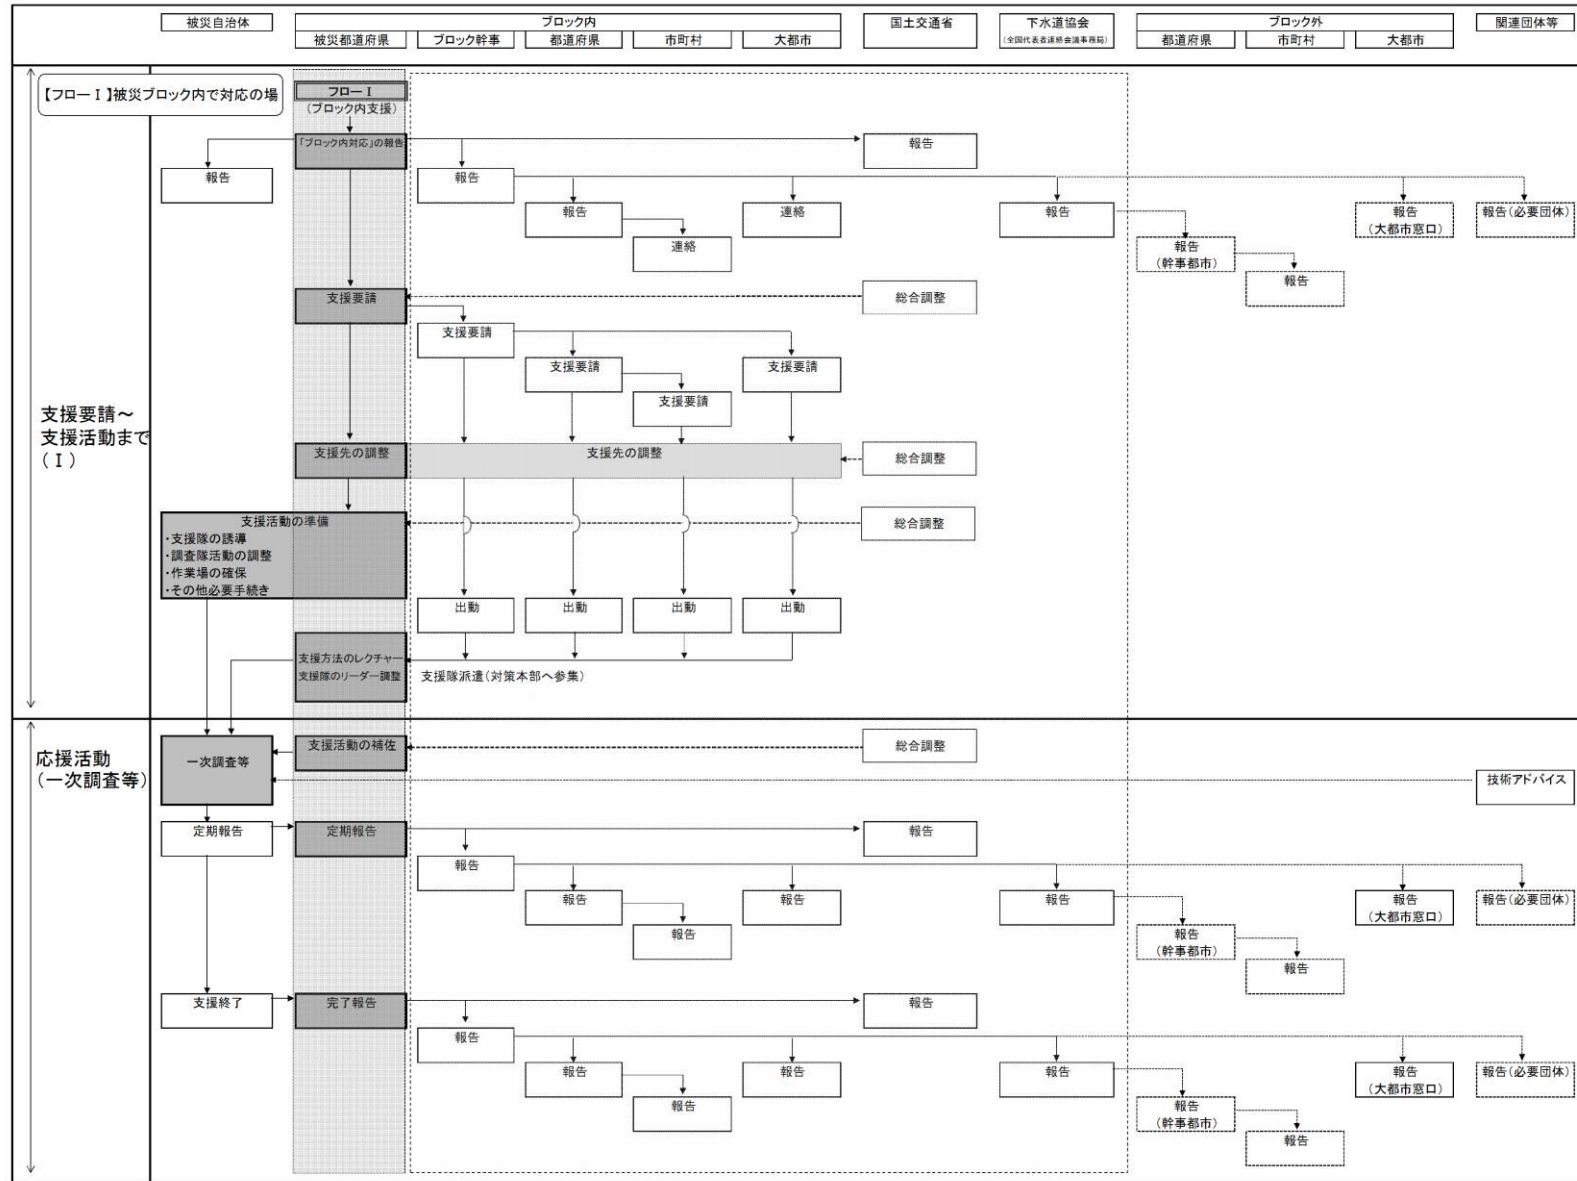 被災自治体
ブロック内
国土交通省
下水道協会
(全国代表者連絡会議事務局)
ブロック外
関連団体等
被災都道府県
ブロック幹事
都道府県
市町村
大都市
都道府県
市町村
大都市
【フローⅠ】被災ブロック内で対応の場
フローⅠ
(ブロック内支援)
「ブロック内対応」の報告
報告
報告
報告
報告
連絡
報告
報告
(大都市窓口)
報告(必要団体)
連絡
報告
(幹事都市)
報告
支援要請
総合調整
支援要請
支援要請
支援要請
支援要請
支援要請～
支援活動まで
(Ⅰ)
支援先の調整
支援先の調整
総合調整
支援活動の準備
・支援隊の誘導
・調査隊活動の調整
・作業場の確保
・その他必要手続き
総合調整
出動
出動
出動
出動
支援方法のレクチャー
支援隊のリーダー調整
支援隊派遣(対策本部へ参集)
応援活動
(一次調査等)
一次調査等
支援活動の補佐
総合調整
技術アドバイス
定期報告
定期報告
報告
報告
報告
報告
報告
報告
(大都市窓口)
報告(必要団体)
報告
報告
(幹事都市)
報告
支援終了
完了報告
報告
報告
報告
報告
報告
報告
(大都市窓口)
報告(必要団体)
報告
報告
(幹事都市)
報告